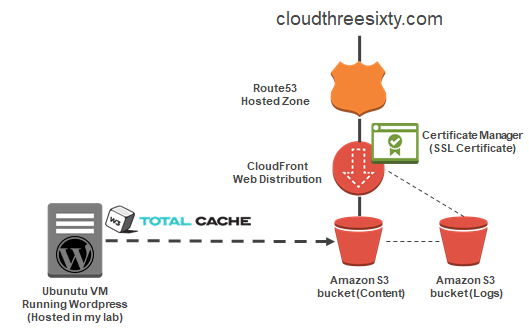 cloudthreesixty.com
Route53
Hosted Zone
Certificate Manager
(SSL Certificate)
CloudFront
Web Distribution
W3 TOTAL CACHE
Ubunutu VM
Running Wordpress
(Hosted in my lab)
Amazon S3
bucket (Content)
Amazon S3
bucket (Logs)